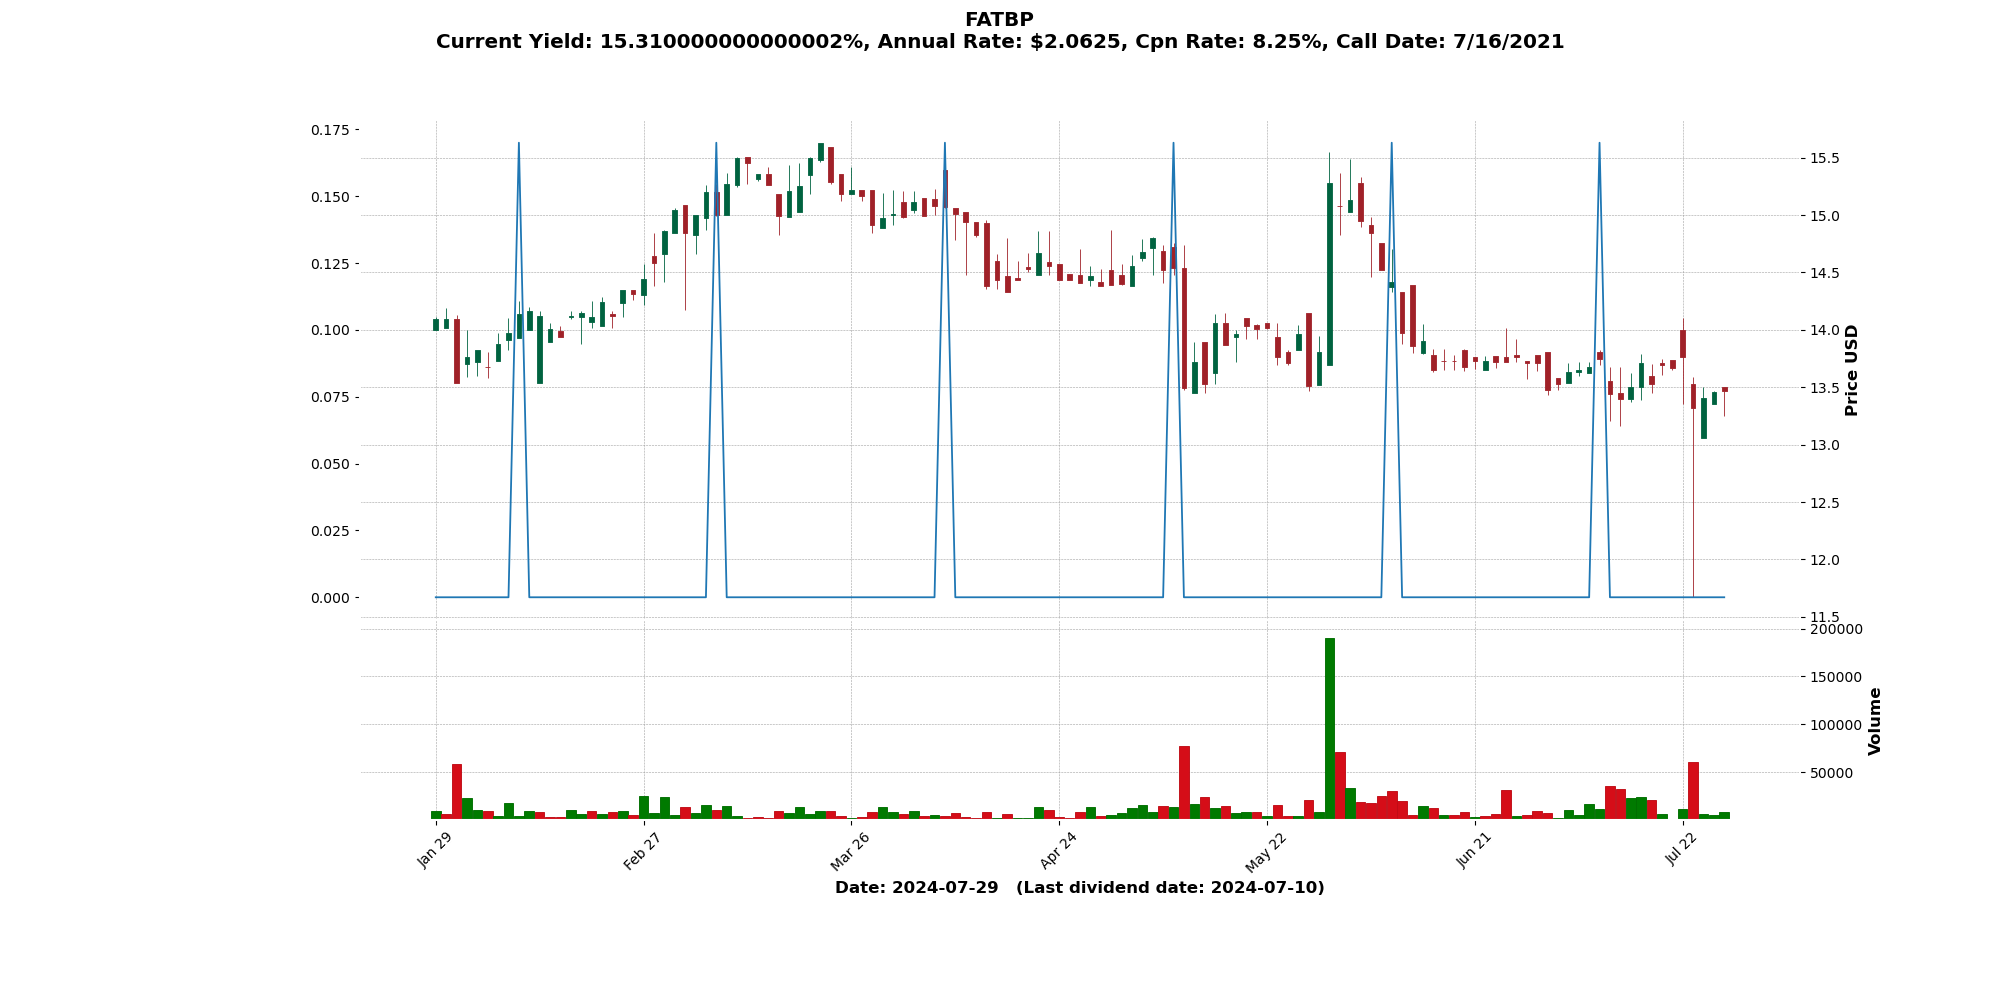 FATBP
Current Yield: 15.310000000000002%, Annual Rate: $2.0625, Cpn Rate: 8.25%, Call Date: 7/16/2021
0.175
0.150
0.125
0.100
0.075
0.050
0.025
0.000
15.5
15.0
14.5
14.0
13.5
13.0
12.5
12.0
11.5
Price USD
200000
150000
100000
50000
Volume
Jan 29
Feb 27
Mar 26
Apr 24
May 22
Jun 21
Jul 22
Date: 2024-07-29 (Last dividend date: 2024-07-10)